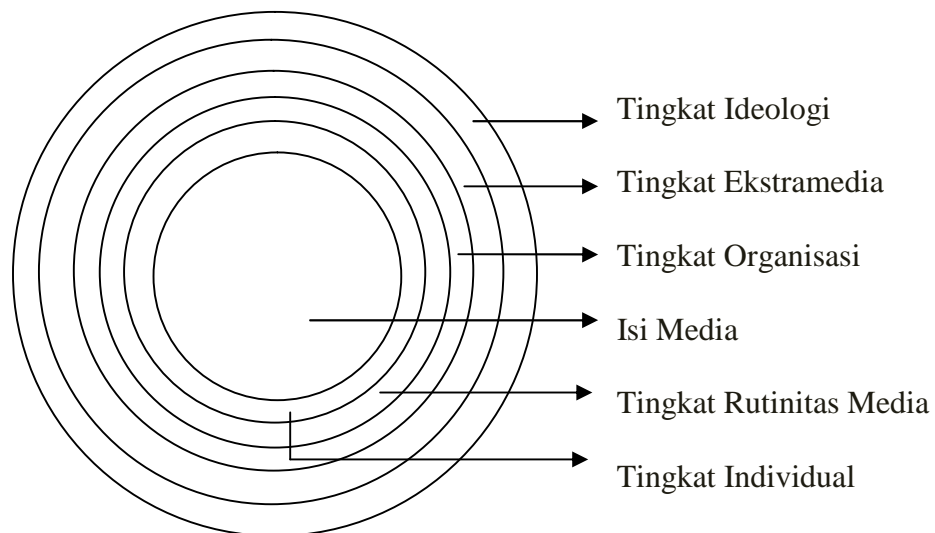 Tingkat Ideologi
Tingkat Ekstramedia
Tingkat Organisasi
Isi Media
Tingkat Rutinitas Media
Tingkat Individual